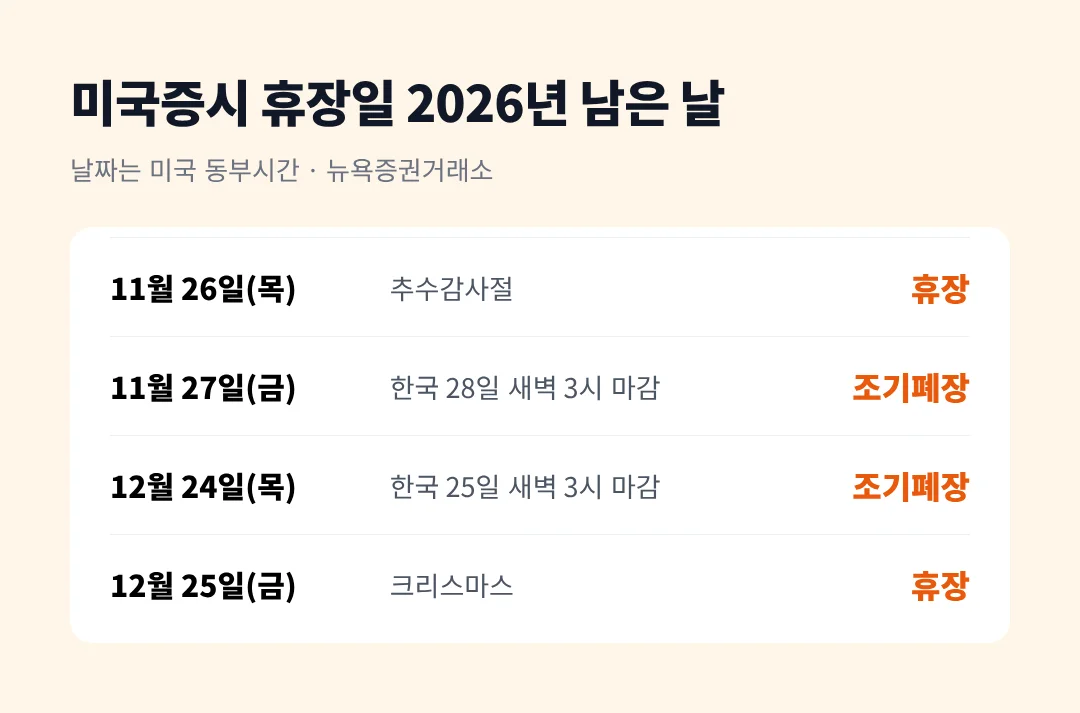 미국증시 휴장일 2026년 남은 날
날짜는 미국 동부시간 · 뉴욕증권거래소
11월 26일(목) 추수감사절 휴장
11월 27일(금) 한국 28일 새벽 3시 마감 조기폐장
12월 24일(목) 한국 25일 새벽 3시 마감 조기폐장
12월 25일(금) 크리스마스 휴장